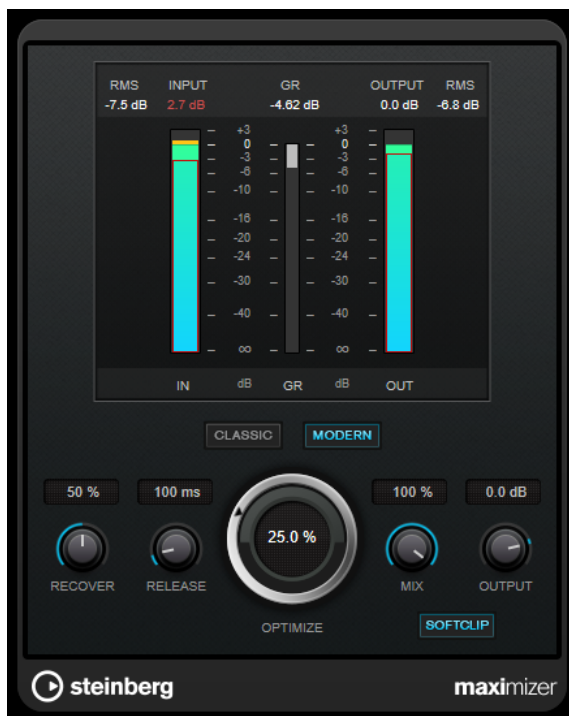 RMS INPUT GR OUTPUT RMS
-7.5 dB 2.7 dB -4.62 dB 0.0 dB -6.8 dB
+3 +3
0 0
-3 -3
-6 -6
-10 -10
-16 -16
-20 -20
-24 -24
-30 -30
-40 -40
∞ ∞
IN dB GR dB OUT
CLASSIC MODERN
50 % 100 ms 25.0 % 100 % 0.0 dB
RECOVER RELEASE MIX OUTPUT
OPTIMIZE SOFTCLIP
steinberg maximizer